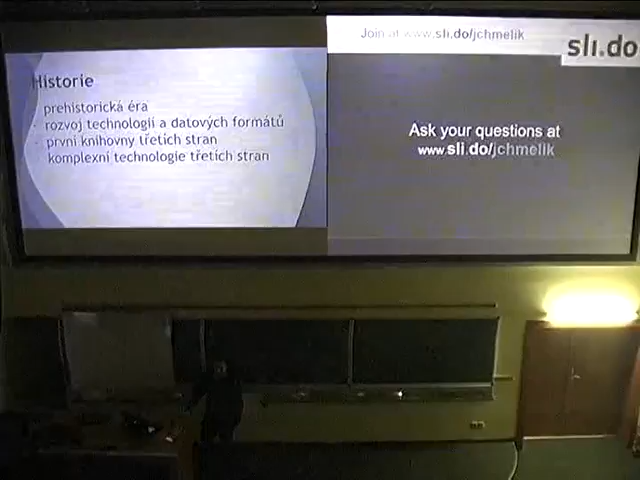 Historie
prehistorická éra
rozvoj technologií a datových formátů
první knihovny třetích stran
komplexní technologie třetích stran
Join at www.sli.do/jchmelik
sli.do
Ask your questions at
www.sli.do/jchmelik